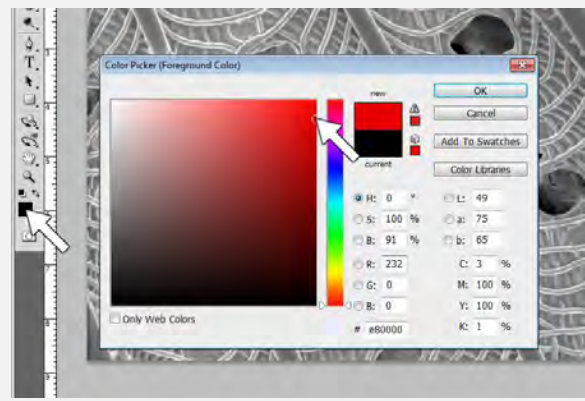 Color Picker (Foreground Color)
new
current
OK
Cancel
Add To Swatches
Color Libraries
H: 0 °
S: 100 %
B: 91 %
R: 232
G: 0
B: 0
# e80000
L: 49
a: 75
b: 65
C: 3 %
M: 100 %
Y: 100 %
K: 1 %
Only Web Colors
T